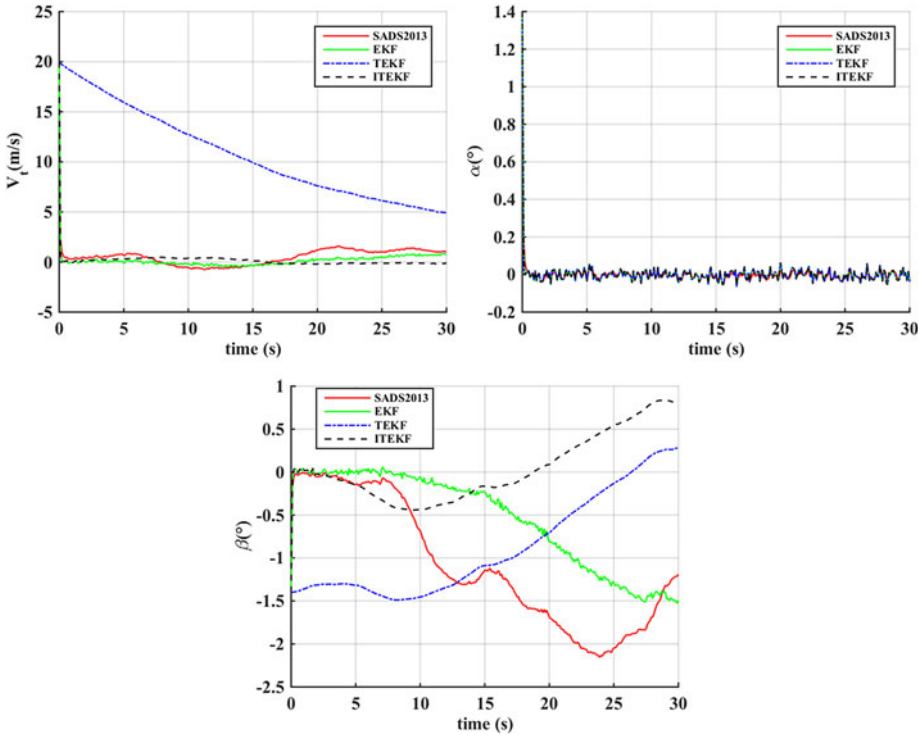 25
20
15
10
5
0
-5
V_t(m/s)
0 5 10 15 20 25 30
time (s)
SADS2013
EKF
TEKF
ITEKF
1.4
1.2
1
0.8
0.6
0.4
0.2
0
-0.2
α(°)
0 5 10 15 20 25 30
time (s)
SADS2013
EKF
TEKF
ITEKF
1
0.5
0
-0.5
-1
-1.5
-2
-2.5
β(°)
0 5 10 15 20 25 30
time (s)
SADS2013
EKF
TEKF
ITEKF